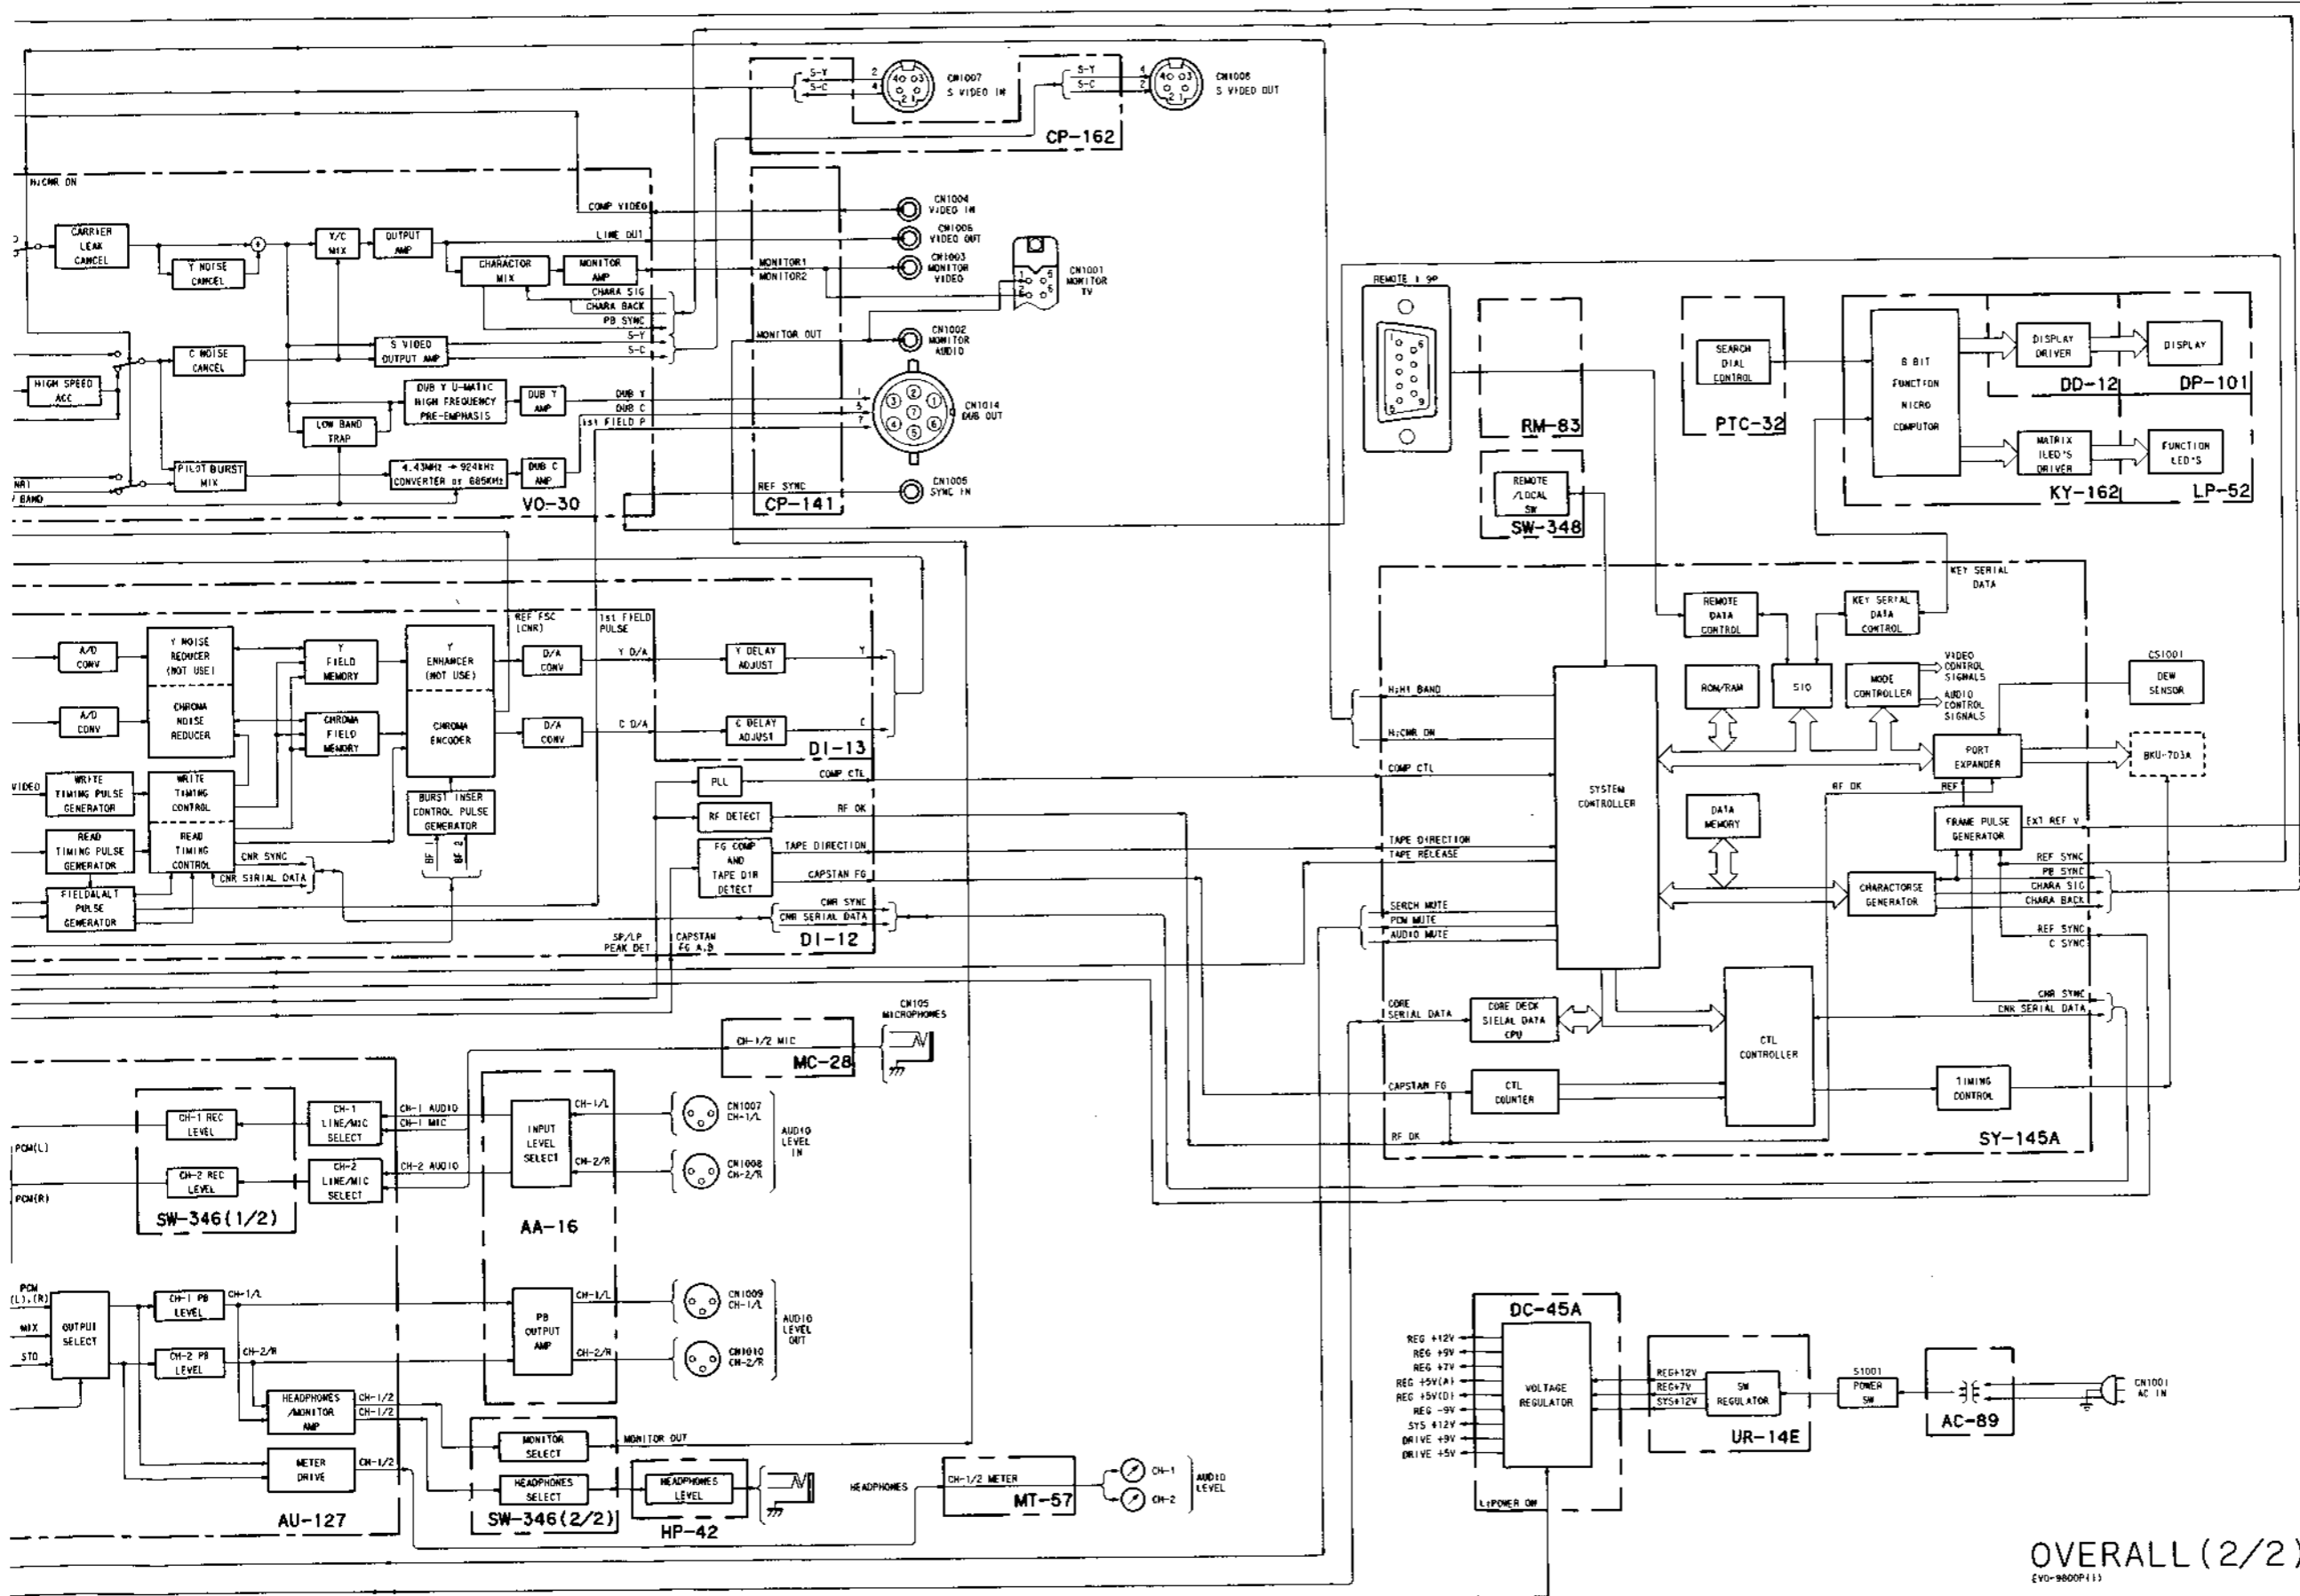 S-Y
S-C
2
4
CN1007
S VIDEO IN
S-Y
S-C
4
2
CN1008
S VIDEO OUT
CP-162
H:CNR ON
COMP VIDEO
CN1004
VIDEO IN
CARRIER
LEAK
CANCEL
Y NOISE
CANCEL
Y/C
MIX
OUTPUT
AMP
LINE OUT
CN1006
VIDEO OUT
CHARACTOR
MIX
MONITOR
AMP
MONITOR1
MONITOR2
CN1003
MONITOR
VIDEO
CN1001
MONITOR
TV
CHARA SIG
CHARA BACK
PB SYNC
S-Y
S-C
C NOISE
CANCEL
S VIDEO
OUTPUT AMP
MONITOR OUT
CN1002
MONITOR
AUDIO
HIGH SPEED
ACC
DUB Y U-MATIC
HIGH FREQUENCY
PRE-EMPHASIS
DUB Y
AMP
DUB Y
DUB C
1st FIELD P
CN1014
DUB OUT
LOW BAND
TRAP
PILOT BURST
MIX
4.43MHz → 924kHz
CONVERTER or 685KHz
DUB C
AMP
VO-30
REF SYNC
CP-141
CN1005
SYNC IN
REMOTE 1 9P
RM-83
REMOTE
/LOCAL
SW
SW-348
SEARCH
DIAL
CONTROL
PTC-32
8 BIT
FUNCTION
MICRO
COMPUTOR
DISPLAY
DRIVER
DISPLAY
DD-12
DP-101
MATRIX
(LED'S
DRIVER
FUNCTION
LED'S
KY-162
LP-52
REF FSC
(CNR)
1st FIELD
PULSE
A/D
CONV
Y NOISE
REDUCER
(NOT USE)
Y
FIELD
MEMORY
Y
ENHANCER
(NOT USE)
D/A
CONV
Y D/A
Y DELAY
ADJUST
Y
A/D
CONV
CHROMA
NOISE
REDUCER
CHROMA
FIELD
MEMORY
CHROMA
ENCODER
D/A
CONV
C D/A
C DELAY
ADJUST
C
DI-13
VIDEO
WRITE
TIMING PULSE
GENERATOR
WRITE
TIMING
CONTROL
BURST INSER
CONTROL PULSE
GENERATOR
BF 1
BF 2
READ
TIMING PULSE
GENERATOR
READ
TIMING
CONTROL
CNR SYNC
CNR SERIAL DATA
FIELDALALT
PULSE
GENERATOR
PLL
COMP CTL
RF DETECT
RF OK
FG COMP
AND
TAPE DIR
DETECT
TAPE DIRECTION
CAPSTAN FG
CNR SYNC
CNR SERIAL DATA
DI-12
SP/LP
PEAK DET
CAPSTAN
FG A,B
KEY SERIAL
DATA
REMOTE
DATA
CONTROL
KEY SERIAL
DATA
CONTROL
ROM/RAM
SIO
MODE
CONTROLLER
VIDEO
CONTROL
SIGNALS
AUDIO
CONTROL
SIGNALS
CS1001
DEW
SENSOR
H:H1 BAND
H:CNR ON
COMP CTL
SYSTEM
CONTROLLER
PORT
EXPANDER
BKU-703A
RF OK
REF
DATA
MEMORY
FRAME PULSE
GENERATOR
EXT REF V
TAPE DIRECTION
TAPE RELEASE
REF SYNC
PB SYNC
CHARA SIG
CHARA BACK
CHARACTORSE
GENERATOR
SERCH MUTE
PCM MUTE
AUDIO MUTE
REF SYNC
C SYNC
CORE
SERIAL DATA
CORE DECK
SIELAL DATA
CPU
CTL
CONTROLLER
CNR SYNC
CNR SERIAL DATA
CAPSTAN FG
CTL
COUNTER
TIMING
CONTROL
RF OK
SY-145A
CN105
MICROPHONES
CH-1/2 MIC
MC-28
CH-1 REC
LEVEL
CH-1
LINE/MIC
SELECT
CH-1 AUDIO
CH-1 MIC
INPUT
LEVEL
SELECT
CH-1/L
CN1007
CH-1/L
AUDIO
LEVEL
IN
PCM(L)
CH-2 REC
LEVEL
CH-2
LINE/MIC
SELECT
CH-2 AUDIO
CH-2/R
CN1008
CH-2/R
PCM(R)
SW-346(1/2)
AA-16
PCM
(L),(R)
MIX
STD
OUTPUT
SELECT
CH-1 PB
LEVEL
CH-1/L
CH-2 PB
LEVEL
CH-2/R
PB
OUTPUT
AMP
CH-1/L
CN1009
CH-1/L
AUDIO
LEVEL
OUT
CH-2/R
CN1010
CH-2/R
HEADPHONES
/MONITOR
AMP
CH-1/2
CH-1/2
METER
DRIVE
CH-1/2
MONITOR
SELECT
MONITOR OUT
HEADPHONES
SELECT
HEADPHONES
LEVEL
HEADPHONES
AU-127
SW-346(2/2)
HP-42
CH-1/2 METER
MT-57
CH-1
CH-2
AUDIO
LEVEL
DC-45A
REG +12V
REG +9V
REG +7V
REG +5V(A)
REG +5V(D)
REG -9V
SYS +12V
DRIVE +9V
DRIVE +5V
VOLTAGE
REGULATOR
REG+12V
REG+7V
SYS+12V
SW
REGULATOR
UR-14E
S1001
POWER
SW
AC-89
CN1001
AC IN
L:POWER ON
OVERALL(2/2)
EVO-9800P(1)